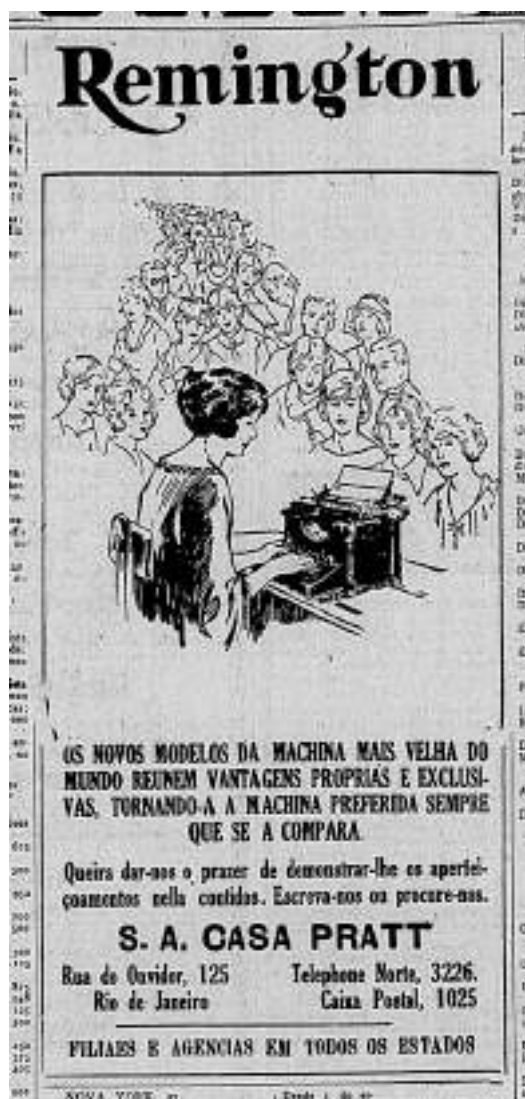 Remington
OS NOVOS MODELOS DA MACHINA MAIS VELHA DO
MUNDO REUNEM VANTAGENS PROPRIAS E EXCLUSI-
VAS, TORNANDO-A A MACHINA PREFERIDA SEMPRE
QUE SE A COMPARA
Queira dar-nos o prazer de demonstrar-lhe os aperfei-
çoamentos nella contidos. Escreva-nos ou procure-nos.
S. A. CASA PRATT
Rua do Ouvidor, 125 Telephone Norte, 3226.
Rio de Janeiro Caixa Postal, 1025
FILIAES E AGENCIAS EM TODOS OS ESTADOS
NOVA YORK